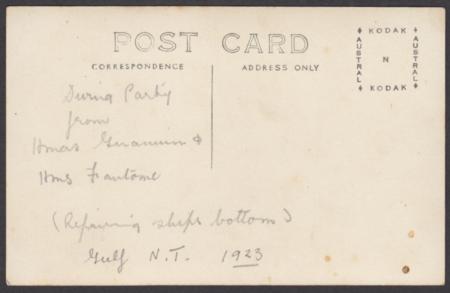 POST CARD
CORRESPONDENCE
ADDRESS ONLY
KODAK
AUSTRAL
N
AUSTRAL
KODAK
Diving Party
from
Hmas Geranium &
Hms Fantome
(Repairing ships bottom)
Gulf N.T. 1923